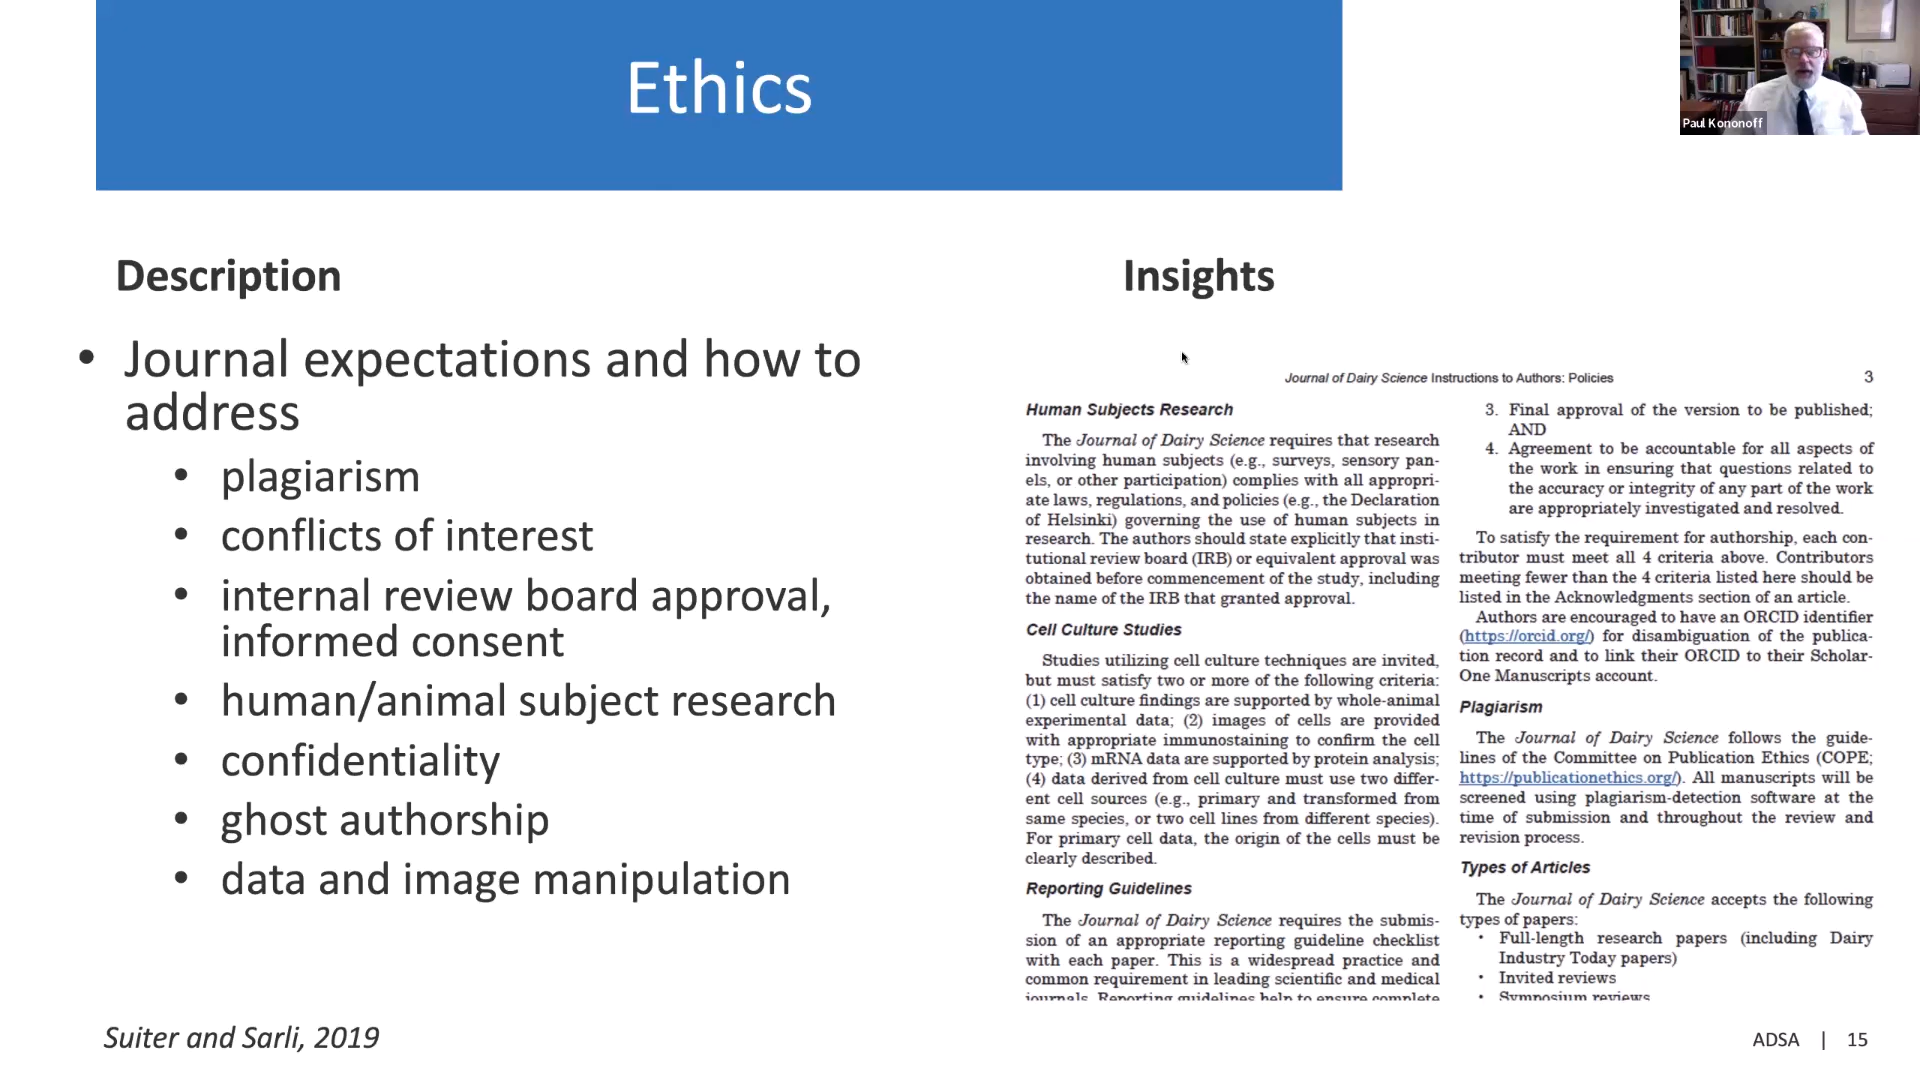 Ethics
Paul Kononoff
Description
• Journal expectations and how to
address
• plagiarism
• conflicts of interest
• internal review board approval,
informed consent
• human/animal subject research
• confidentiality
• ghost authorship
• data and image manipulation
Suiter and Sarli, 2019
Insights
Journal of Dairy Science Instructions to Authors: Policies
3
Human Subjects Research
The Journal of Dairy Science requires that research
involving human subjects (e.g., surveys, sensory pan-
els, or other participation) complies with all appropri-
ate laws, regulations, and policies (e.g., the Declaration
of Helsinki) governing the use of human subjects in
research. The authors should state explicitly that insti-
tutional review board (IRB) or equivalent approval was
obtained before commencement of the study, including
the name of the IRB that granted approval.
Cell Culture Studies
Studies utilizing cell culture techniques are invited,
but must satisfy two or more of the following criteria:
(1) cell culture findings are supported by whole-animal
experimental data; (2) images of cells are provided
with appropriate immunostaining to confirm the cell
type; (3) mRNA data are supported by protein analysis;
(4) data derived from cell culture must use two differ-
ent cell sources (e.g., primary and transformed from
same species, or two cell lines from different species).
For primary cell data, the origin of the cells must be
clearly described.
Reporting Guidelines
The Journal of Dairy Science requires the submis-
sion of an appropriate reporting guideline checklist
with each paper. This is a widespread practice and
common requirement in leading scientific and medical
journals. Reporting guidelines help to ensure complete
3. Final approval of the version to be published;
AND
4. Agreement to be accountable for all aspects of
the work in ensuring that questions related to
the accuracy or integrity of any part of the work
are appropriately investigated and resolved.
To satisfy the requirement for authorship, each con-
tributor must meet all 4 criteria above. Contributors
meeting fewer than the 4 criteria listed here should be
listed in the Acknowledgments section of an article.
Authors are encouraged to have an ORCID identifier
(https://orcid.org/) for disambiguation of the publica-
tion record and to link their ORCID to their Scholar-
One Manuscripts account.
Plagiarism
The Journal of Dairy Science follows the guide-
lines of the Committee on Publication Ethics (COPE;
https://publicationethics.org/). All manuscripts will be
screened using plagiarism-detection software at the
time of submission and throughout the review and
revision process.
Types of Articles
The Journal of Dairy Science accepts the following
types of papers:
• Full-length research papers (including Dairy
Industry Today papers)
• Invited reviews
• Symposium reviews
ADSA | 15